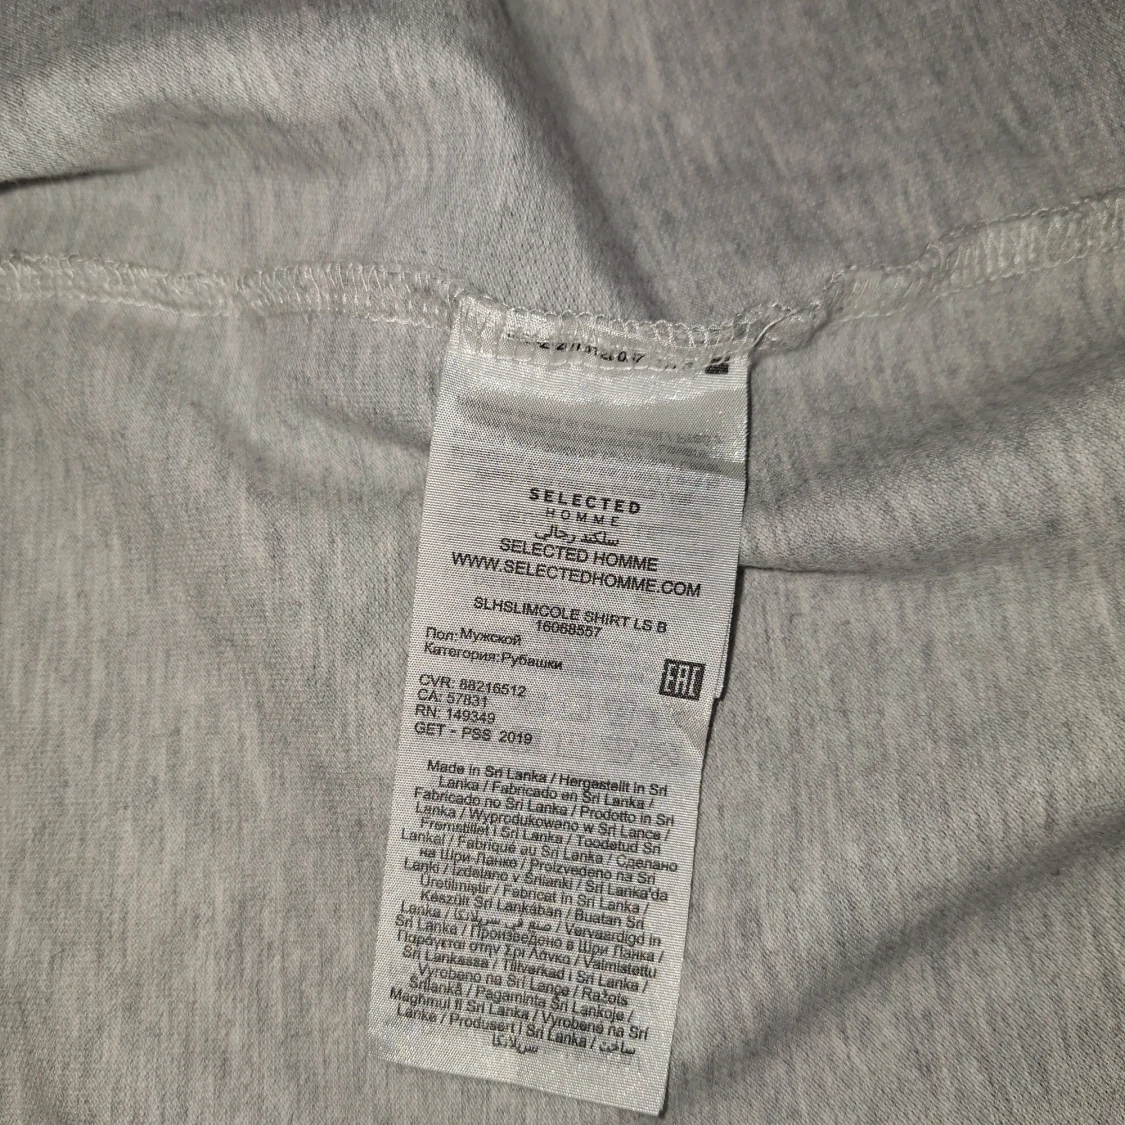 SELECTED
HOMME
سلكتد رجالي
SELECTED HOMME
WWW.SELECTEDHOMME.COM
SLHSLIMCOLE SHIRT LS B
16068557
Пол:Мужской
Категория:Рубашки
EAC
CVR: 88216512
CA: 57831
RN: 149349
GET - PSS 2019
Made in Sri Lanka / Hergestellt in Sri
Lanka / Fabricado en Sri Lanka /
Fabricado no Sri Lanka / Prodotto in Sri
Lanka / Wyprodukowano w Sri Lance /
Fremstillet i Sri Lanka / Toodetud Sri
Lankal / Fabriqué au Sri Lanka / Сделано
на Шри-Ланке / Proizvedeno na Sri
Lanki / Izdelano v Šrilanki / Sri Lanka'da
Üretilmiştir / Fabricat in Sri Lanka /
Készült Sri Lankában / Buatan Sri
Lanka / صنع في سريلانكا / Vervaardigd in
Sri Lanka / Произведено в Шри Ланка /
Παράγεται στην Σρι Λάνκα / Valmistettu
Sri Lankassa / Tillverkad i Sri Lanka /
Vyrobeno na Srí Lance / Ražots
Šrilankā / Pagaminta Šri Lankoje /
Maghmul fi Sri Lanka / Vyrobené na Srí
Lanke / Produsert i Sri Lanka / ساخت
سریلانکا